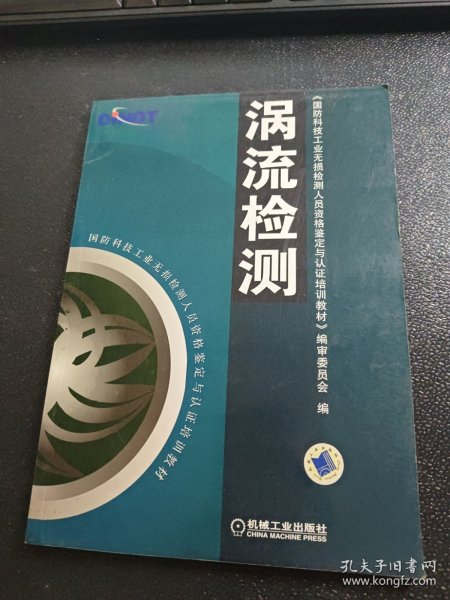 涡流检测
《国防科技工业无损检测人员资格鉴定与认证培训教材》编审委员会 编
国防科技工业无损检测人员资格鉴定与认证培训教材
机械工业出版社
CHINA MACHINE PRESS
孔夫子旧书网
www.kongfz.com